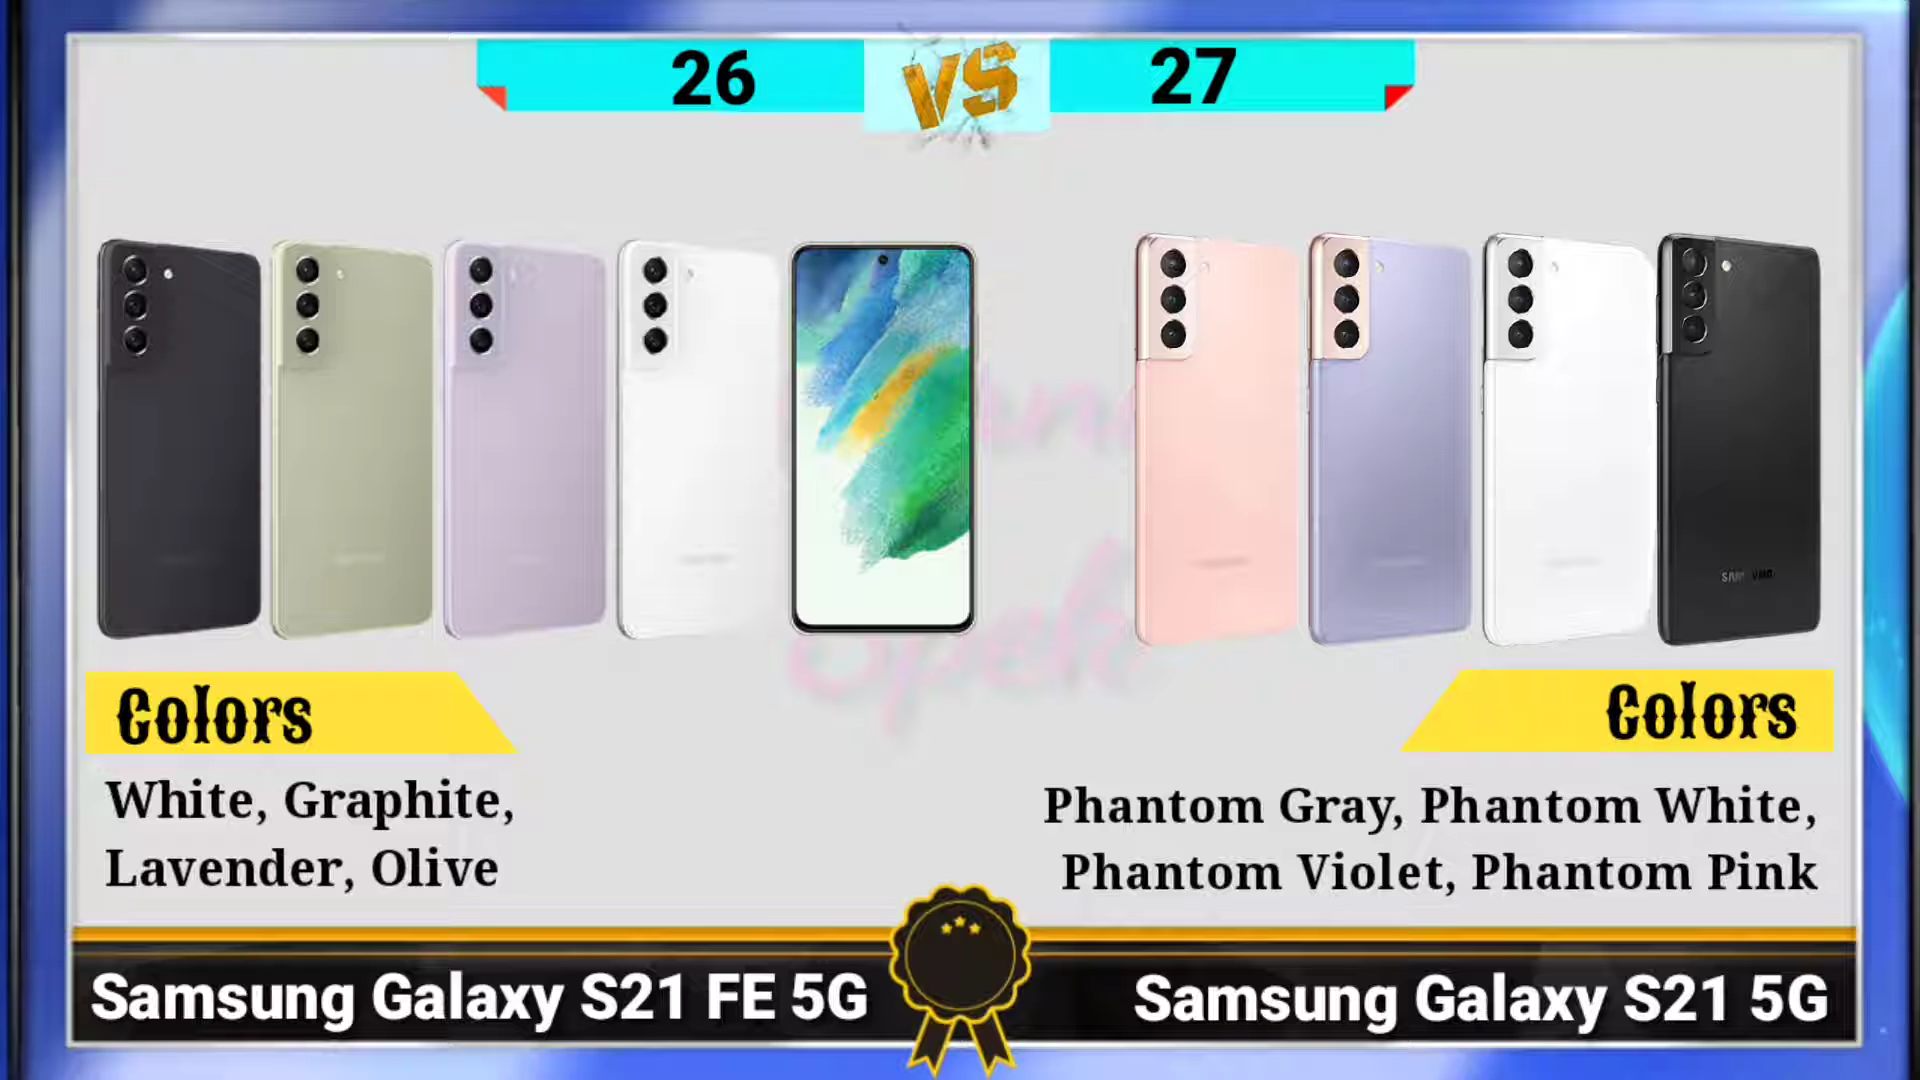 26 VS 27
Colors
White, Graphite,
Lavender, Olive
Colors
Phantom Gray, Phantom White,
Phantom Violet, Phantom Pink
Samsung Galaxy S21 FE 5G
Samsung Galaxy S21 5G